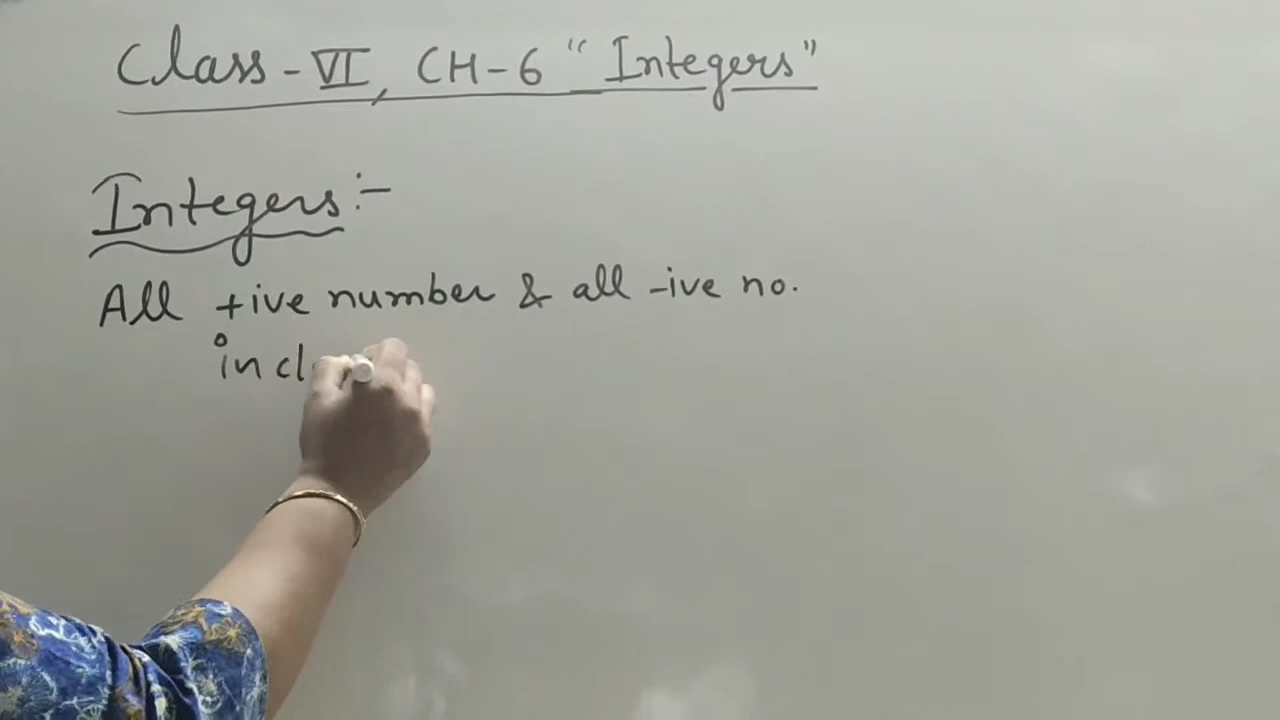 Class - VI, CH-6 "Integers"
Integers :-
All +ive number & all -ive no.
incl